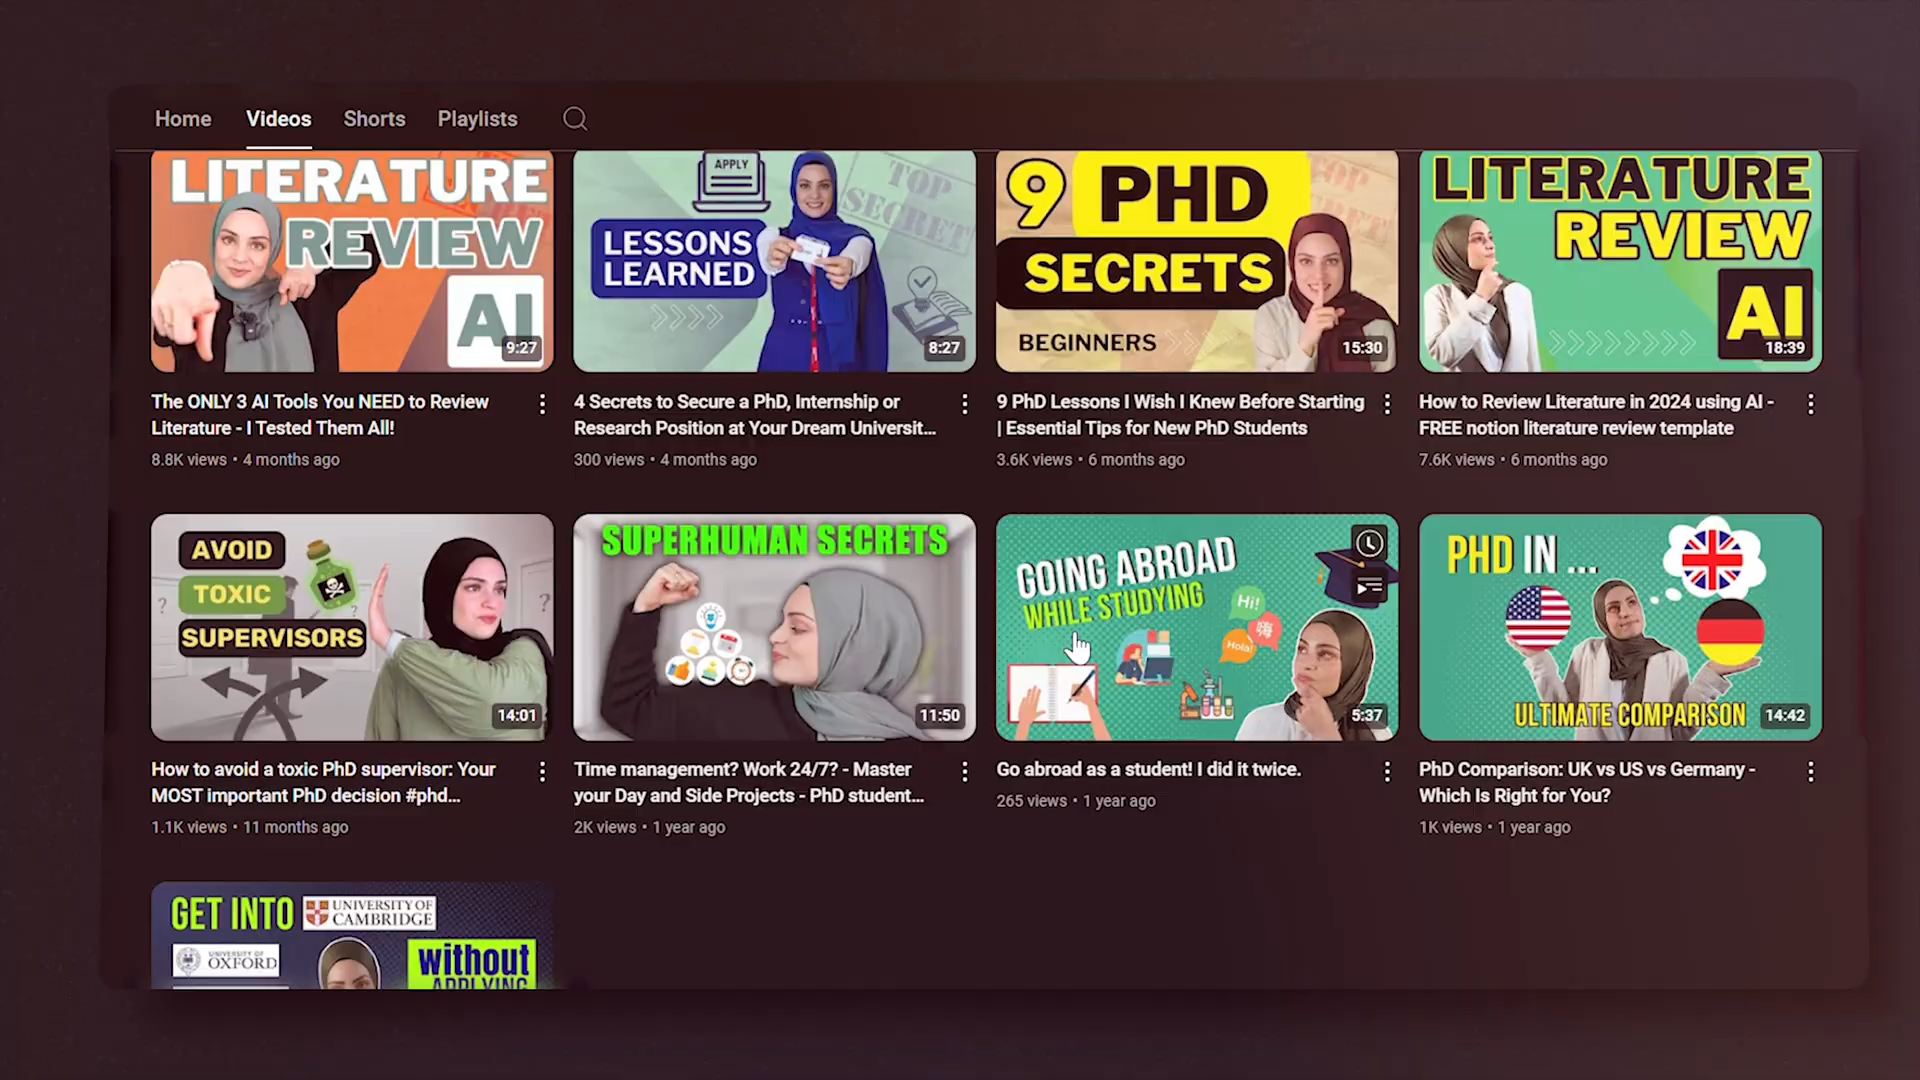 Home Videos Shorts Playlists
LITERATURE
REVIEW
AI
9:27
APPLY
TOP
SECRET
LESSONS
LEARNED
8:27
9 PHD
SECRETS
BEGINNERS
TOP
15:30
LITERATURE
REVIEW
AI
18:39
The ONLY 3 AI Tools You NEED to Review
Literature - I Tested Them All!
8.8K views • 4 months ago
4 Secrets to Secure a PhD, Internship or
Research Position at Your Dream Universit...
300 views • 4 months ago
9 PhD Lessons I Wish I Knew Before Starting
| Essential Tips for New PhD Students
3.6K views • 6 months ago
How to Review Literature in 2024 using AI -
FREE notion literature review template
7.6K views • 6 months ago
AVOID
TOXIC
SUPERVISORS
14:01
SUPERHUMAN SECRETS
11:50
GOING ABROAD
WHILE STUDYING
Hi!
Hola!
5:37
PHD IN ...
ULTIMATE COMPARISON
14:42
How to avoid a toxic PhD supervisor: Your
MOST important PhD decision #phd...
1.1K views • 11 months ago
Time management? Work 24/7? - Master
your Day and Side Projects - PhD student...
2K views • 1 year ago
Go abroad as a student! I did it twice.
265 views • 1 year ago
PhD Comparison: UK vs US vs Germany -
Which Is Right for You?
1K views • 1 year ago
GET INTO UNIVERSITY OF
CAMBRIDGE
UNIVERSITY OF
OXFORD
without
APPLYING